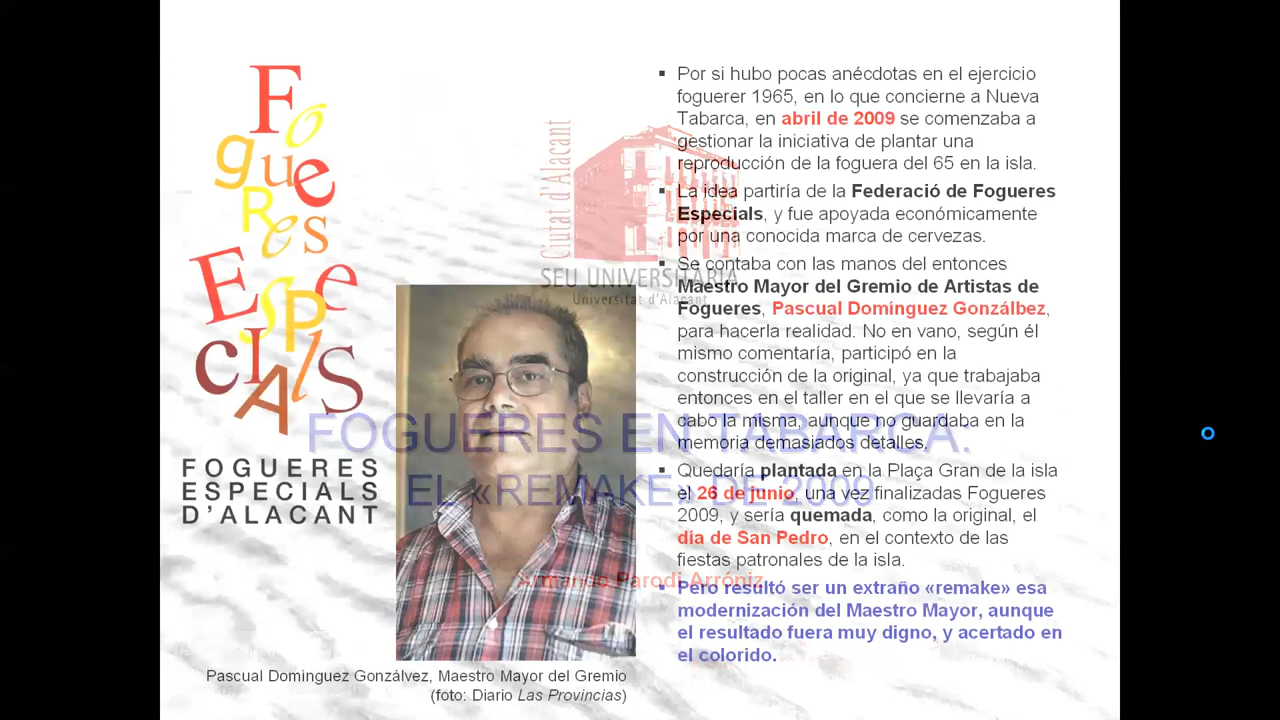 Fogueres
Especials
FOGUERES
ESPECIALS
D'ALACANT
Pascual Domínguez Gonzálvez, Maestro Mayor del Gremio
(foto: Diario Las Provincias)
Ciutat d'Alacant
SEU UNIVERSITÀRIA
Universitat d'Alacant
FOGUERES EN TABARCA.
EL «REMAKE» DE 2009
Armando Parodi Arróniz
▪ Por si hubo pocas anécdotas en el ejercicio
foguerer 1965, en lo que concierne a Nueva
Tabarca, en abril de 2009 se comenzaba a
gestionar la iniciativa de plantar una
reproducción de la foguera del 65 en la isla.
▪ La idea partiría de la Federació de Fogueres
Especials, y fue apoyada económicamente
por una conocida marca de cervezas.
▪ Se contaba con las manos del entonces
Maestro Mayor del Gremio de Artistas de
Fogueres, Pascual Domínguez Gonzálbez,
para hacerla realidad. No en vano, según él
mismo comentaría, participó en la
construcción de la original, ya que trabajaba
entonces en el taller en el que se llevaría a
cabo la misma, aunque no guardaba en la
memoria demasiados detalles.
▪ Quedaría plantada en la Plaça Gran de la isla
el 26 de junio, una vez finalizadas Fogueres
2009, y sería quemada, como la original, el
día de San Pedro, en el contexto de las
fiestas patronales de la isla.
▪ Pero resultó ser un extraño «remake» esa
modernización del Maestro Mayor, aunque
el resultado fuera muy digno, y acertado en
el colorido.